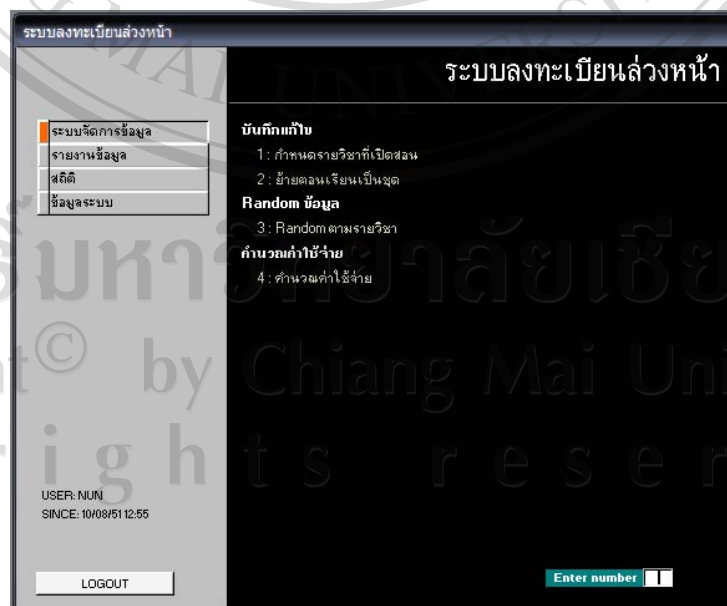 ระบบลงทะเบียนล่วงหน้า
ระบบลงทะเบียนล่วงหน้า
ระบบจัดการข้อมูล
รายงานข้อมูล
สถิติ
ข้อมูลระบบ
บันทึกแก้ไข
1 : กำหนดรายวิชาที่เปิดสอน
2 : ย้ายตอนเรียนเป็นชุด
Random ข้อมูล
3 : Random ตามรายวิชา
คำนวณค่าใช้จ่าย
4 : คำนวณค่าใช้จ่าย
USER: NUN
SINCE: 10/08/51 12:55
LOGOUT
Enter number
by Chiang Mai Uni
rights reser